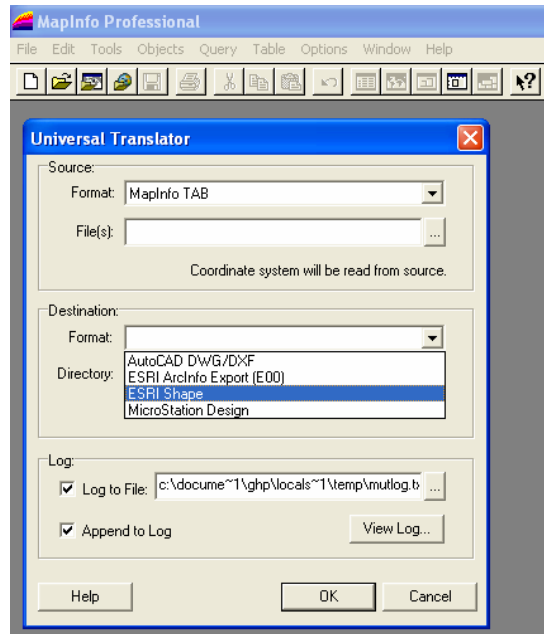 MapInfo Professional
File Edit Tools Objects Query Table Options Window Help
Universal Translator
Source:
Format: MapInfo TAB
File(s): ...
Coordinate system will be read from source.
Destination:
Format:
AutoCAD DWG/DXF
Directory: ESRI ArcInfo Export (E00)
ESRI Shape
MicroStation Design
Log:
Log to File: c:\docume~1\ghp\locals~1\temp\mutlog.t ...
Append to Log View Log...
Help OK Cancel